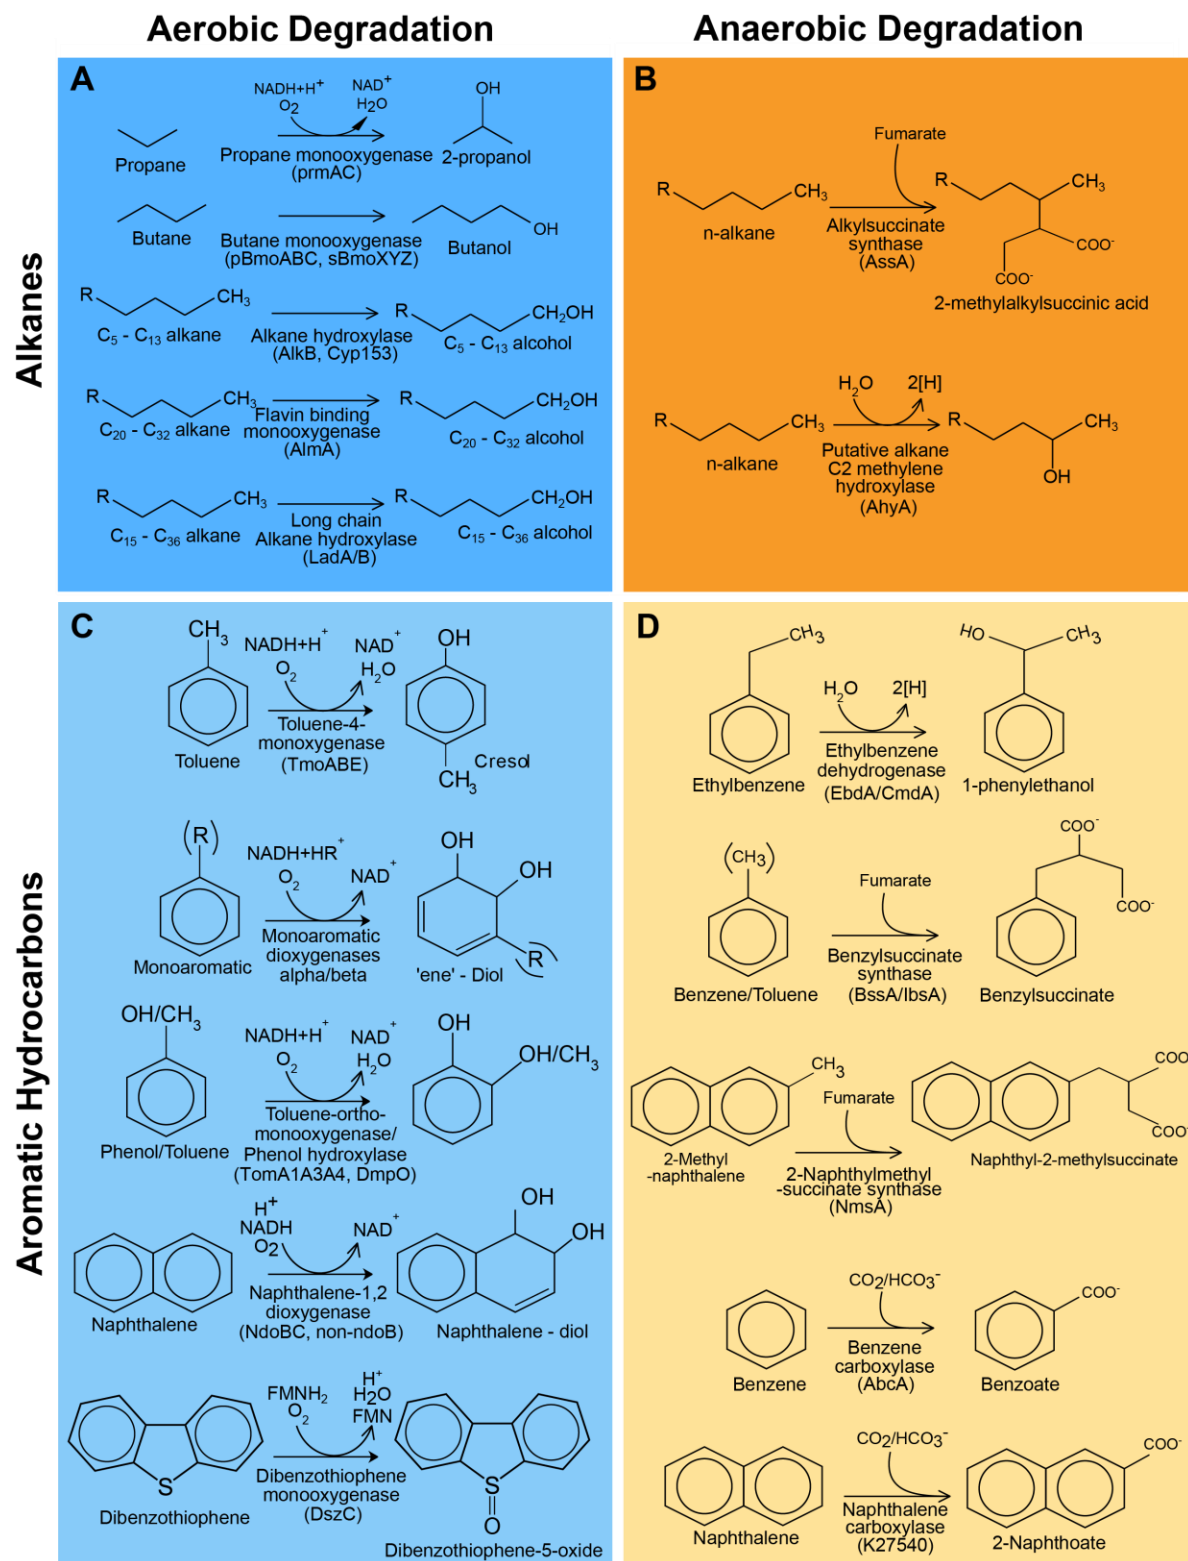 Aerobic Degradation
Anaerobic Degradation
Alkanes
Aromatic Hydrocarbons
A
NADH+H+
O2
NAD+
H2O
OH
Propane
Propane monooxygenase
(prmAC)
2-propanol
Butane
Butane monooxygenase
(pBmoABC, sBmoXYZ)
OH
Butanol
R
CH3
C5 - C13 alkane
Alkane hydroxylase
(AlkB, Cyp153)
R
CH2OH
C5 - C13 alcohol
R
CH3
C20 - C32 alkane
Flavin binding
monooxygenase
(AlmA)
R
CH2OH
C20 - C32 alcohol
R
CH3
C15 - C36 alkane
Long chain
Alkane hydroxylase
(LadA/B)
R
CH2OH
C15 - C36 alcohol
B
Fumarate
R
CH3
n-alkane
Alkylsuccinate
synthase
(AssA)
R
CH3
COO-
COO-
2-methylalkylsuccinic acid
H2O
2[H]
R
CH3
n-alkane
Putative alkane
C2 methylene
hydroxylase
(AhyA)
R
CH3
OH
C
CH3
Toluene
NADH+H+
O2
NAD+
H2O
Toluene-4-
monoxygenase
(TmoABE)
OH
CH3
Cresol
(R)
Monoaromatic
NADH+HR+
O2
NAD+
Monoaromatic
dioxygenases
alpha/beta
OH
OH
(R)
'ene' - Diol
OH/CH3
Phenol/Toluene
NADH+H+
O2
NAD+
H2O
Toluene-ortho-
monooxygenase/
Phenol hydroxylase
(TomA1A3A4, DmpO)
OH
OH/CH3
Naphthalene
H+
NADH
O2
NAD+
Naphthalene-1,2
dioxygenase
(NdoBC, non-ndoB)
OH
OH
Naphthalene - diol
S
Dibenzothiophene
FMNH2
O2
H+
H2O
FMN
Dibenzothiophene
monooxygenase
(DszC)
S
O
Dibenzothiophene-5-oxide
D
CH3
Ethylbenzene
H2O
2[H]
Ethylbenzene
dehydrogenase
(EbdA/CmdA)
HO
CH3
1-phenylethanol
(CH3)
Benzene/Toluene
Fumarate
Benzylsuccinate
synthase
(BssA/IbsA)
COO-
COO-
Benzylsuccinate
CH3
2-Methyl
-naphthalene
Fumarate
2-Naphthylmethyl
-succinate synthase
(NmsA)
COO-
COO-
Naphthyl-2-methylsuccinate
Benzene
CO2/HCO3-
Benzene
carboxylase
(AbcA)
COO-
Benzoate
Naphthalene
CO2/HCO3-
Naphthalene
carboxylase
(K27540)
COO-
2-Naphthoate